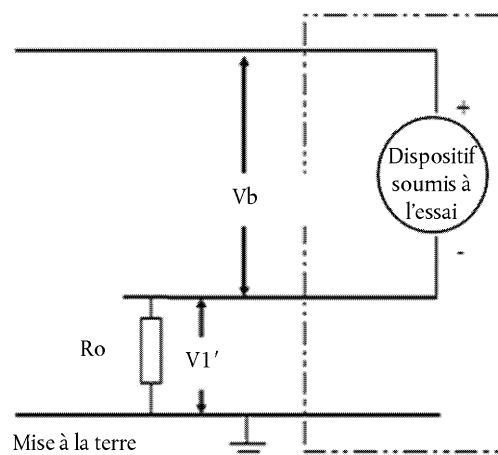 +
Dispositif
soumis à
l'essai
Vb
-
Ro
V1'
Mise à la terre